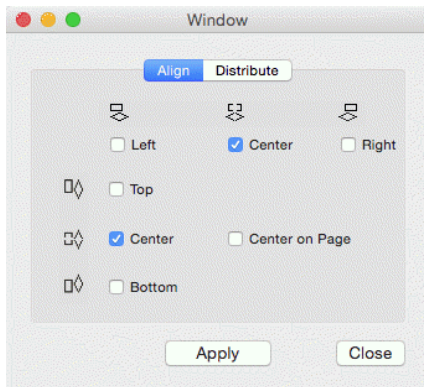 Window
Align Distribute
Left Center Right
Top
Center Center on Page
Bottom
Apply Close